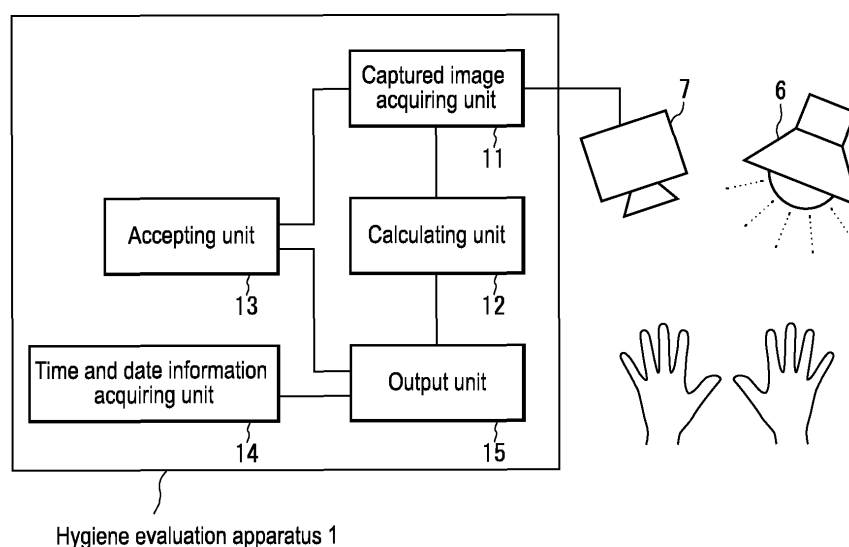 Captured image
acquiring unit
11
7
6
Accepting unit
13
Calculating unit
12
Time and date information
acquiring unit
14
Output unit
15
Hygiene evaluation apparatus 1